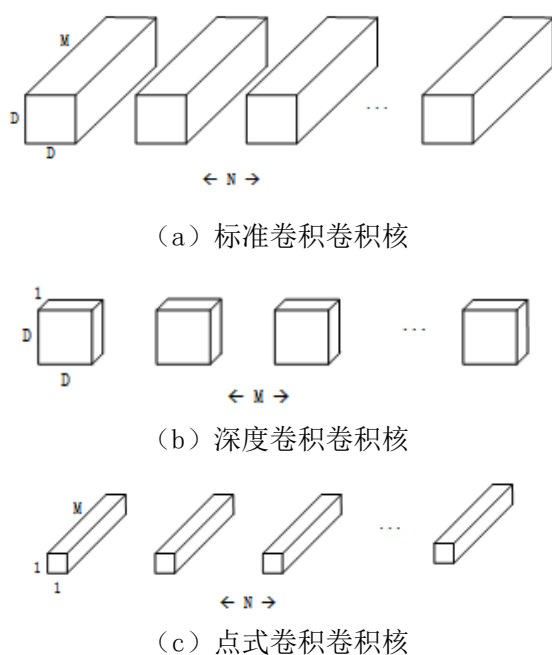 M
D
D
...
← N →
（a）标准卷积卷积核
1
D
D
...
← M →
（b）深度卷积卷积核
M
1
1
...
← N →
（c）点式卷积卷积核